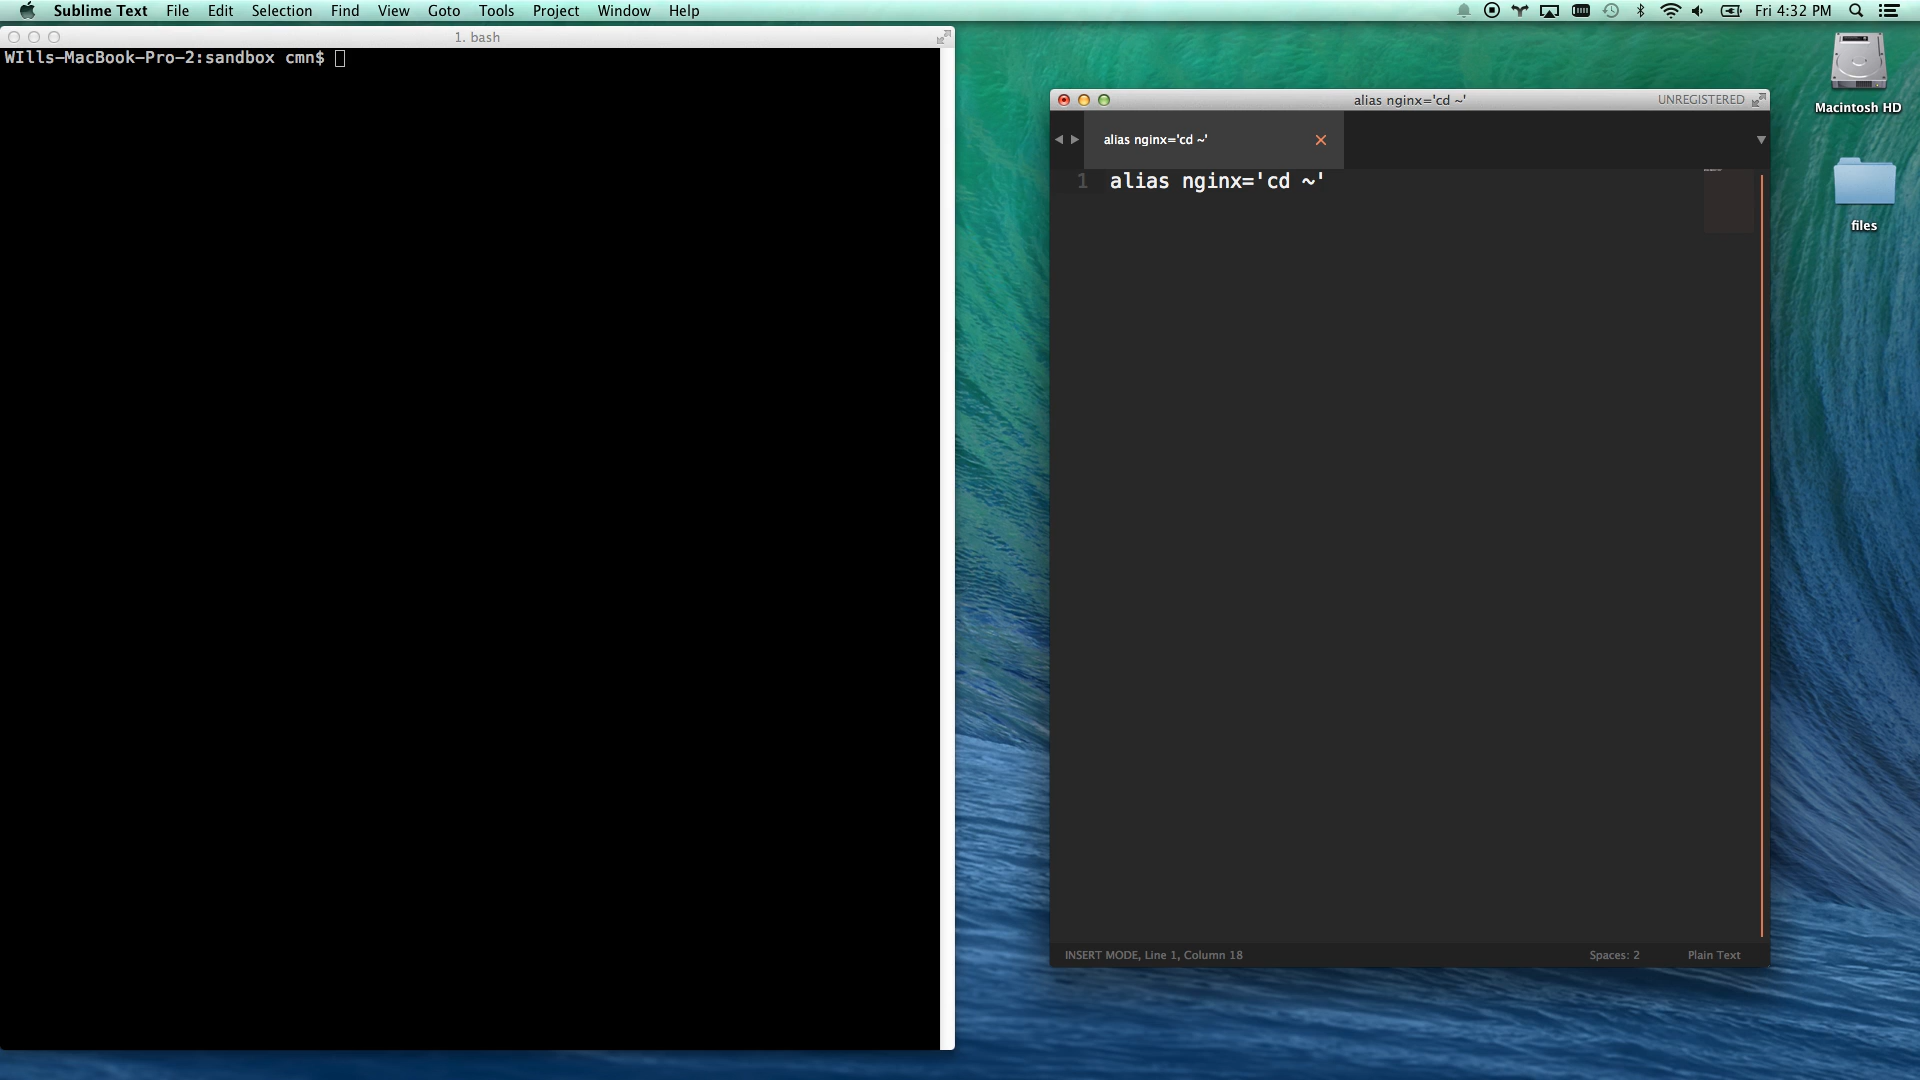 Sublime Text File Edit Selection Find View Goto Tools Project Window Help Fri 4:32 PM
1. bash
WIlls-MacBook-Pro-2:sandbox cmn$
alias nginx='cd ~' UNREGISTERED
alias nginx='cd ~'
1 alias nginx='cd ~'
INSERT MODE, Line 1, Column 18 Spaces: 2 Plain Text
Macintosh HD
files